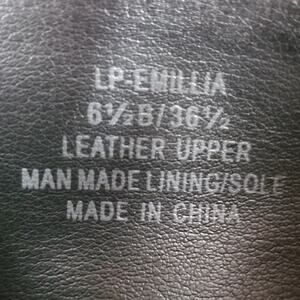 LP-EMILLIA
6½B/36½
LEATHER UPPER
MAN MADE LINING/SOLE
MADE IN CHINA